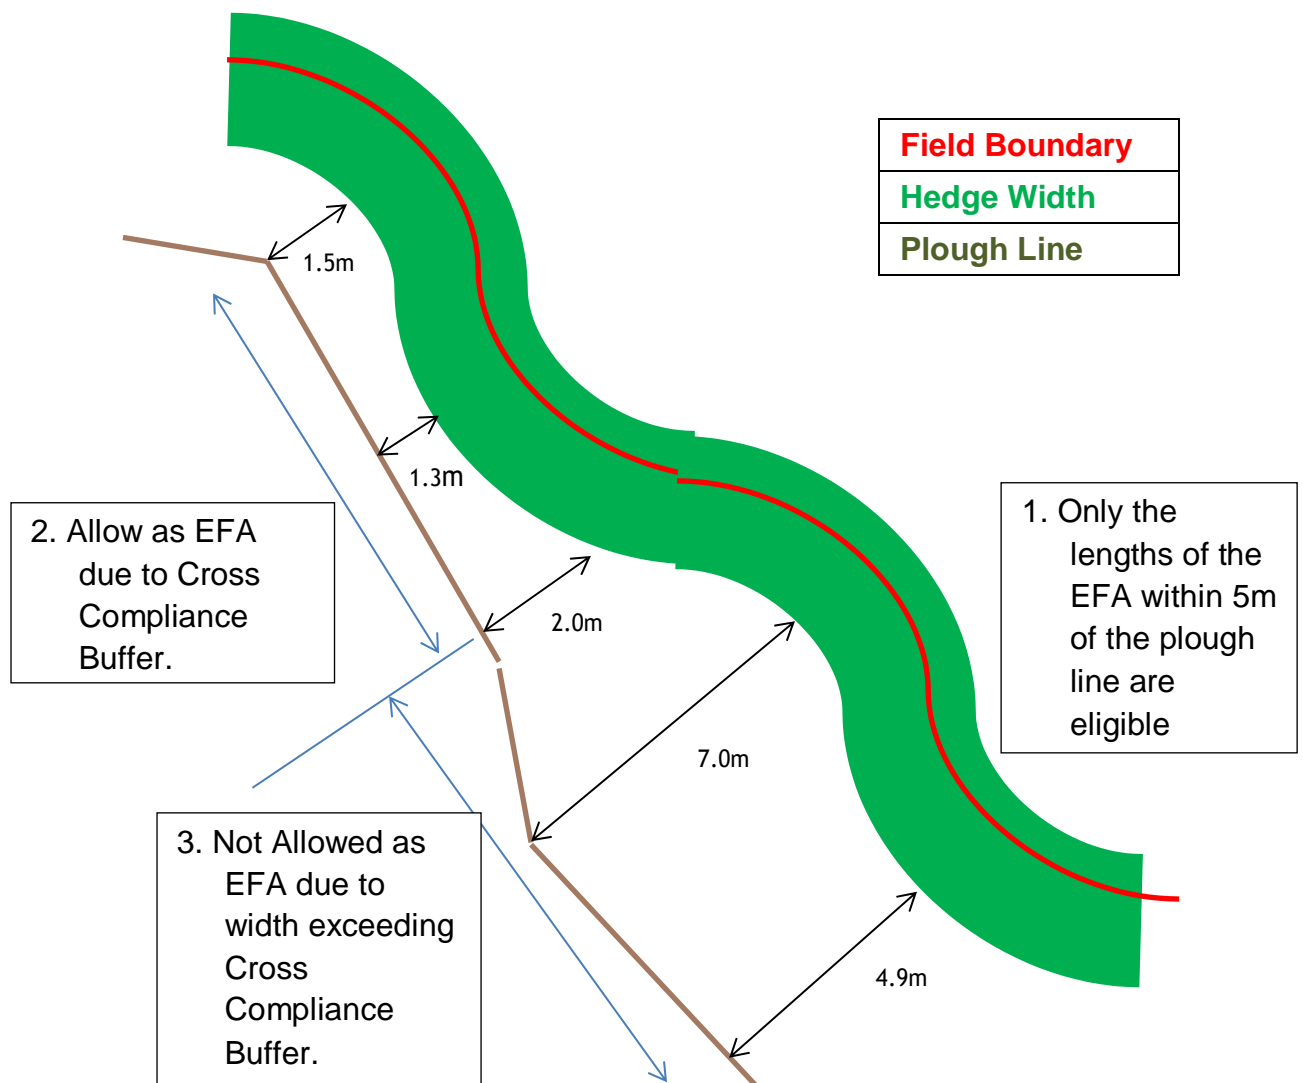 Field Boundary
Hedge Width
Plough Line
1.5m
1.3m
2. Allow as EFA
due to Cross
Compliance
Buffer.
2.0m
1. Only the
lengths of the
EFA within 5m
of the plough
line are
eligible
7.0m
3. Not Allowed as
EFA due to
width exceeding
Cross
Compliance
Buffer.
4.9m